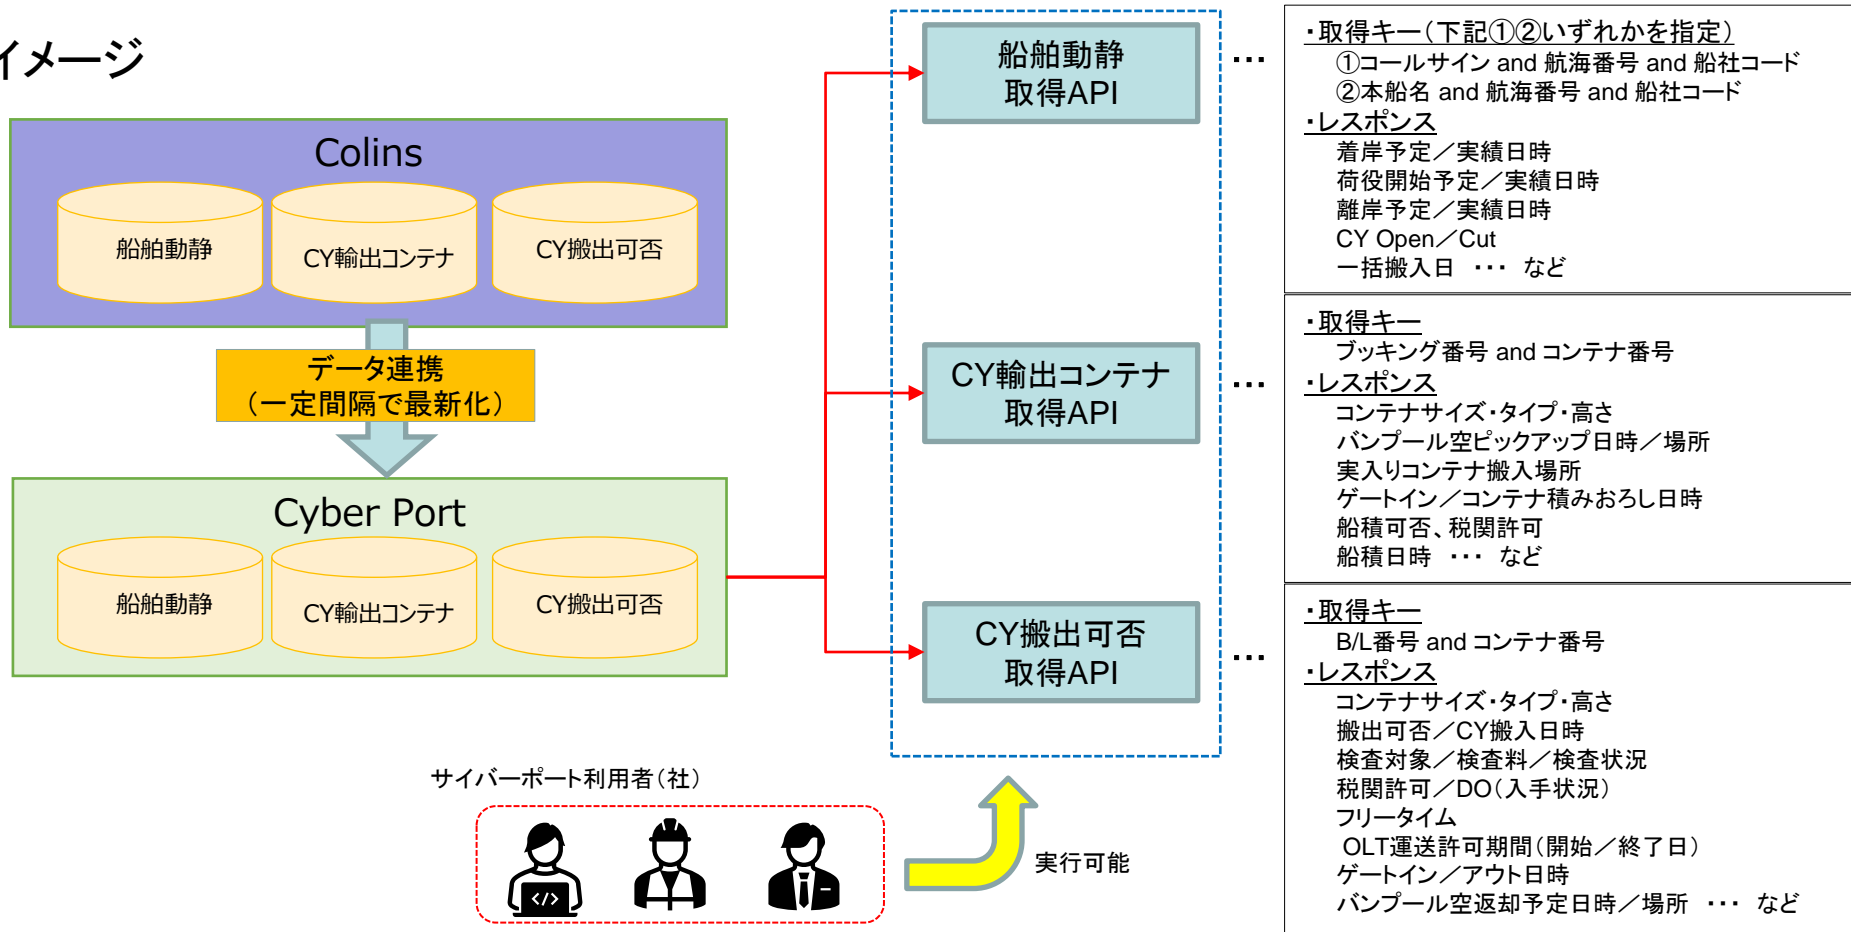 イメージ
Colins
船舶動静
CY輸出コンテナ
CY搬出可否
データ連携
（一定間隔で最新化）
Cyber Port
船舶動静
CY輸出コンテナ
CY搬出可否
サイバーポート利用者（社）
</>
実行可能
船舶動静
取得API
…
CY輸出コンテナ
取得API
…
CY搬出可否
取得API
…
・取得キー（下記①②いずれかを指定）
①コールサイン and 航海番号 and 船社コード
②本船名 and 航海番号 and 船社コード
・レスポンス
着岸予定／実績日時
荷役開始予定／実績日時
離岸予定／実績日時
CY Open／Cut
一括搬入日 ・・・ など
・取得キー
ブッキング番号 and コンテナ番号
・レスポンス
コンテナサイズ・タイプ・高さ
バンプール空ピックアップ日時／場所
実入りコンテナ搬入場所
ゲートイン／コンテナ積みおろし日時
船積可否、税関許可
船積日時 ・・・ など
・取得キー
B/L番号 and コンテナ番号
・レスポンス
コンテナサイズ・タイプ・高さ
搬出可否／CY搬入日時
検査対象／検査料／検査状況
税関許可／DO（入手状況）
フリータイム
OLT運送許可期間（開始／終了日）
ゲートイン／アウト日時
バンプール空返却予定日時／場所 ・・・ など